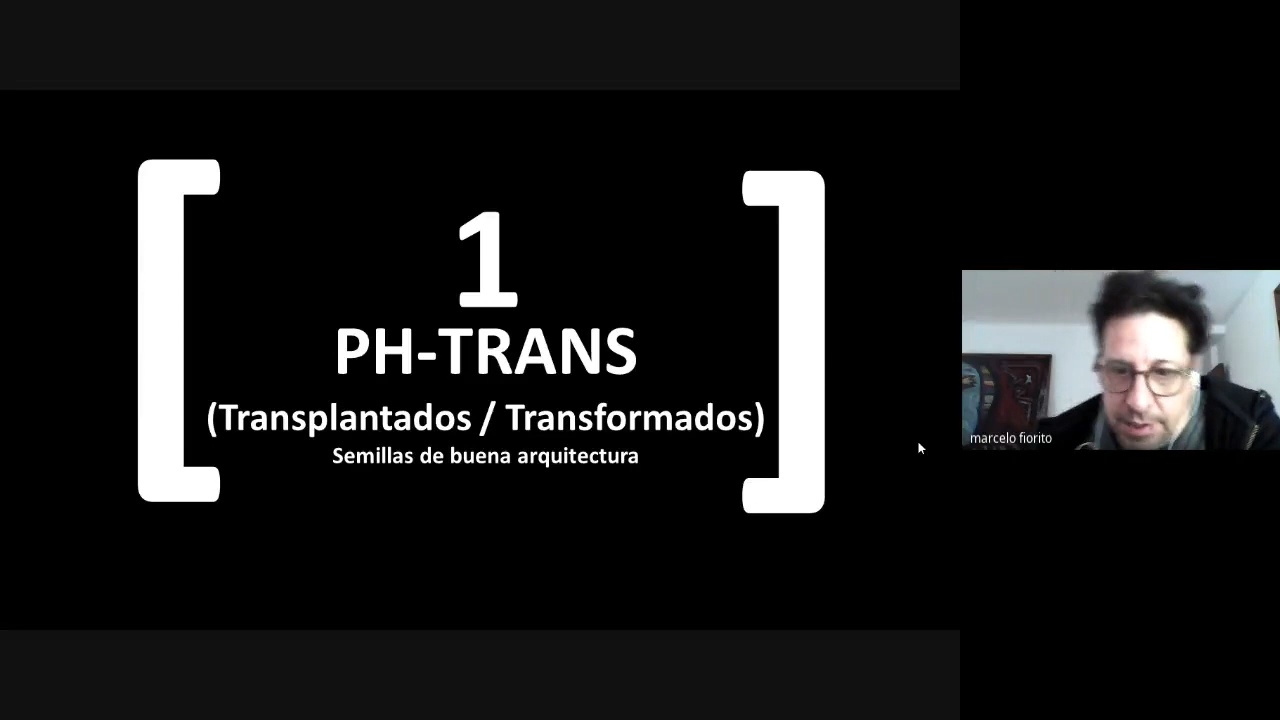 1
PH-TRANS
(Transplantados / Transformados)
Semillas de buena arquitectura
marcelo fiorito